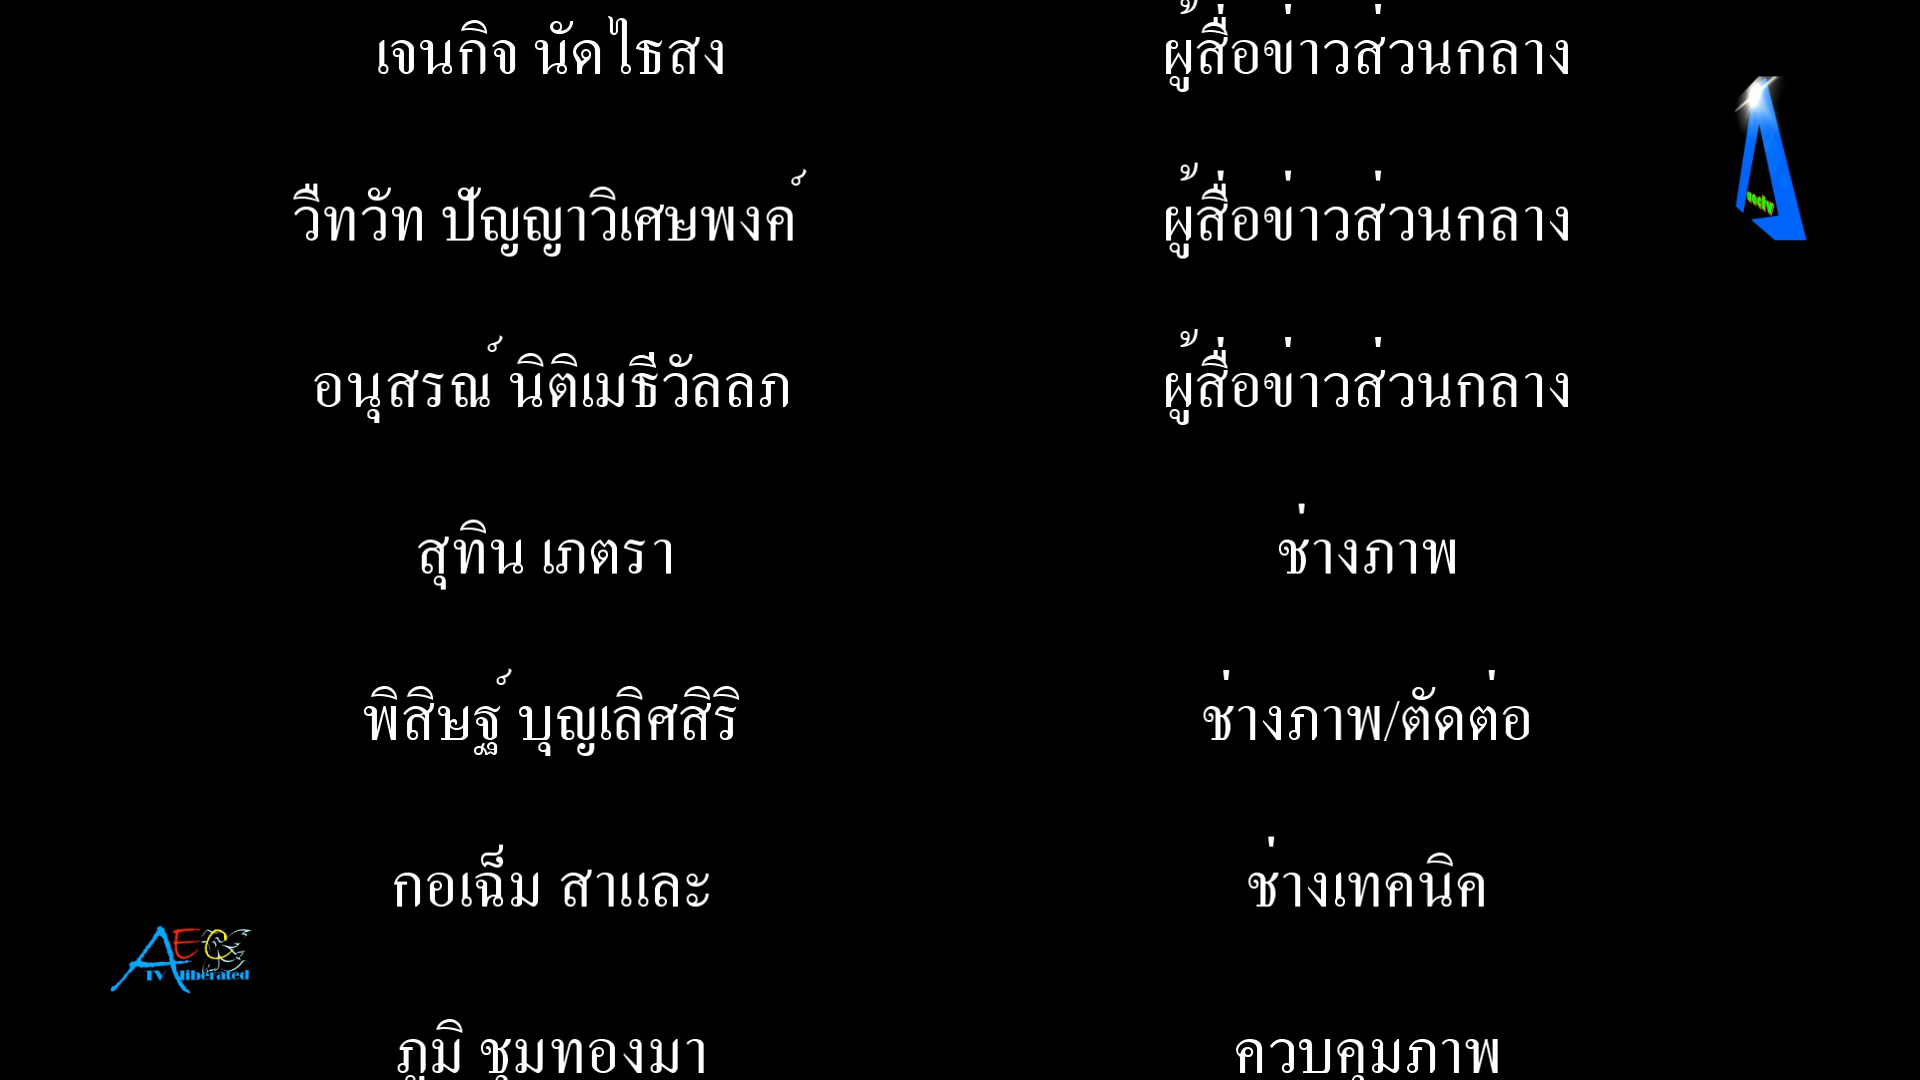 เจนกิจ นัดไธสง ผู้สื่อข่าวส่วนกลาง
วืทวัท ปัญญาวิเศษพงค์ ผู้สื่อข่าวส่วนกลาง
อนุสรณ์ นิติเมธีวัลลภ ผู้สื่อข่าวส่วนกลาง
สุทิน เภตรา ช่างภาพ
พิสิษฐ์ บุญเลิศสิริ ช่างภาพ/ตัดต่อ
กอเฉ็ม สาและ ช่างเทคนิค
ภูมิ ชุมทองมา ควบคุมภาพ
aectv
AEC
TV liberated